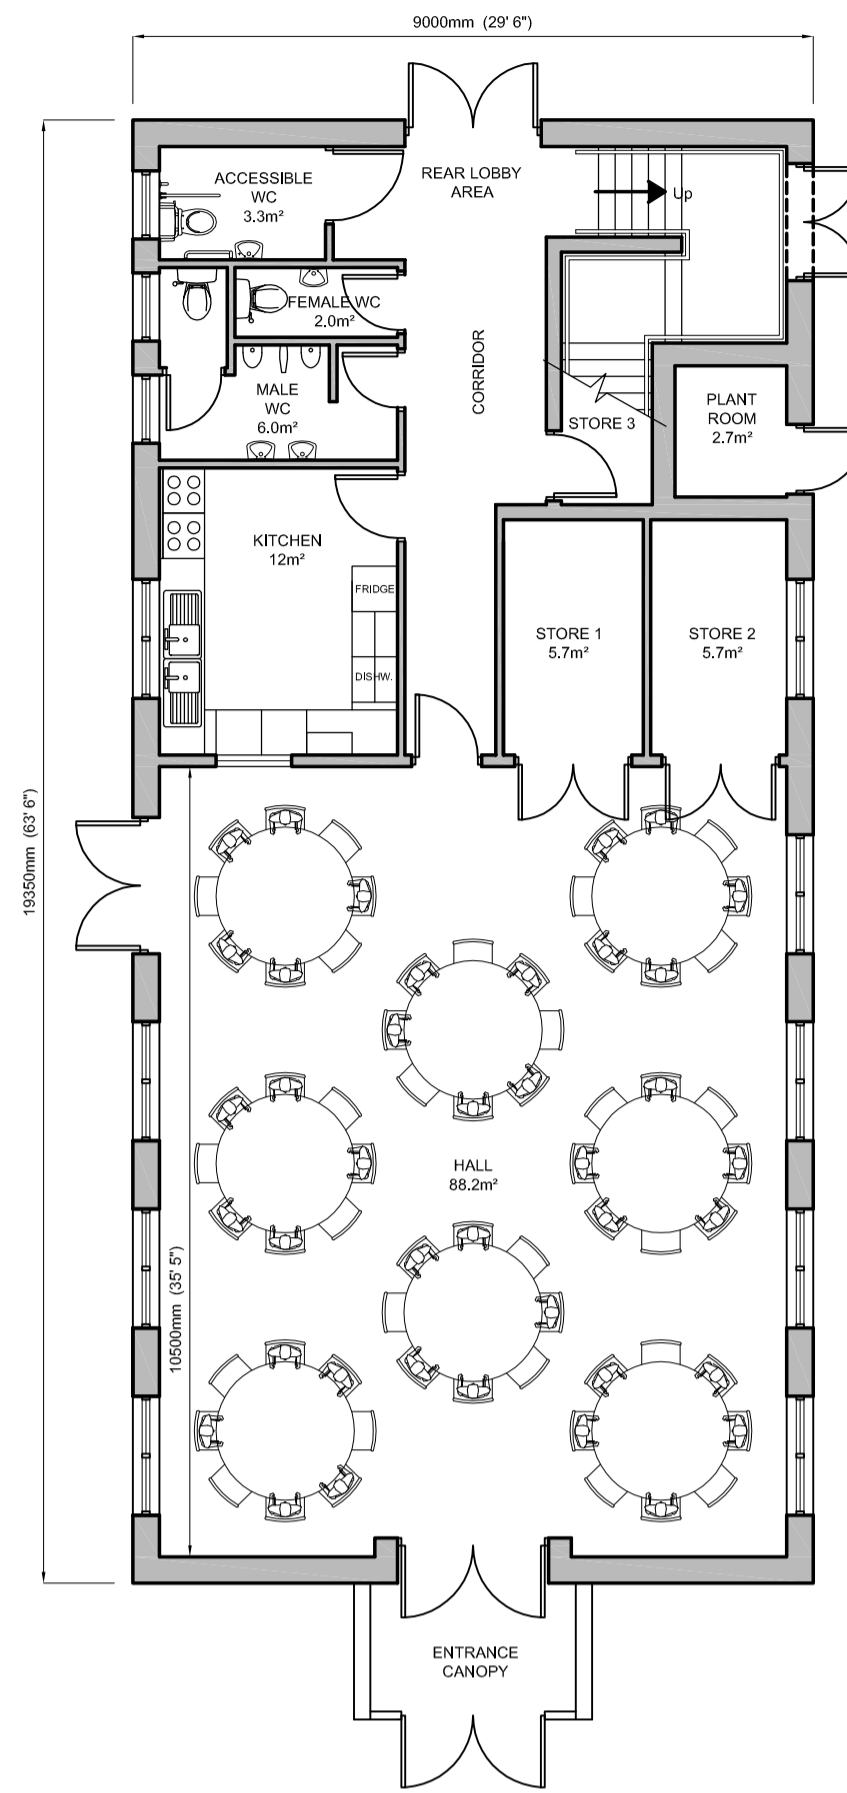 9000mm (29' 6")
ACCESSIBLE
WC
3.3m²
REAR LOBBY
AREA
Up
FEMALE WC
2.0m²
CORRIDOR
MALE
WC
6.0m²
STORE 3
PLANT
ROOM
2.7m²
KITCHEN
12m²
FRIDGE
DISHW.
STORE 1
5.7m²
STORE 2
5.7m²
19350mm (63' 6")
HALL
88.2m²
10500mm (35' 5")
ENTRANCE
CANOPY